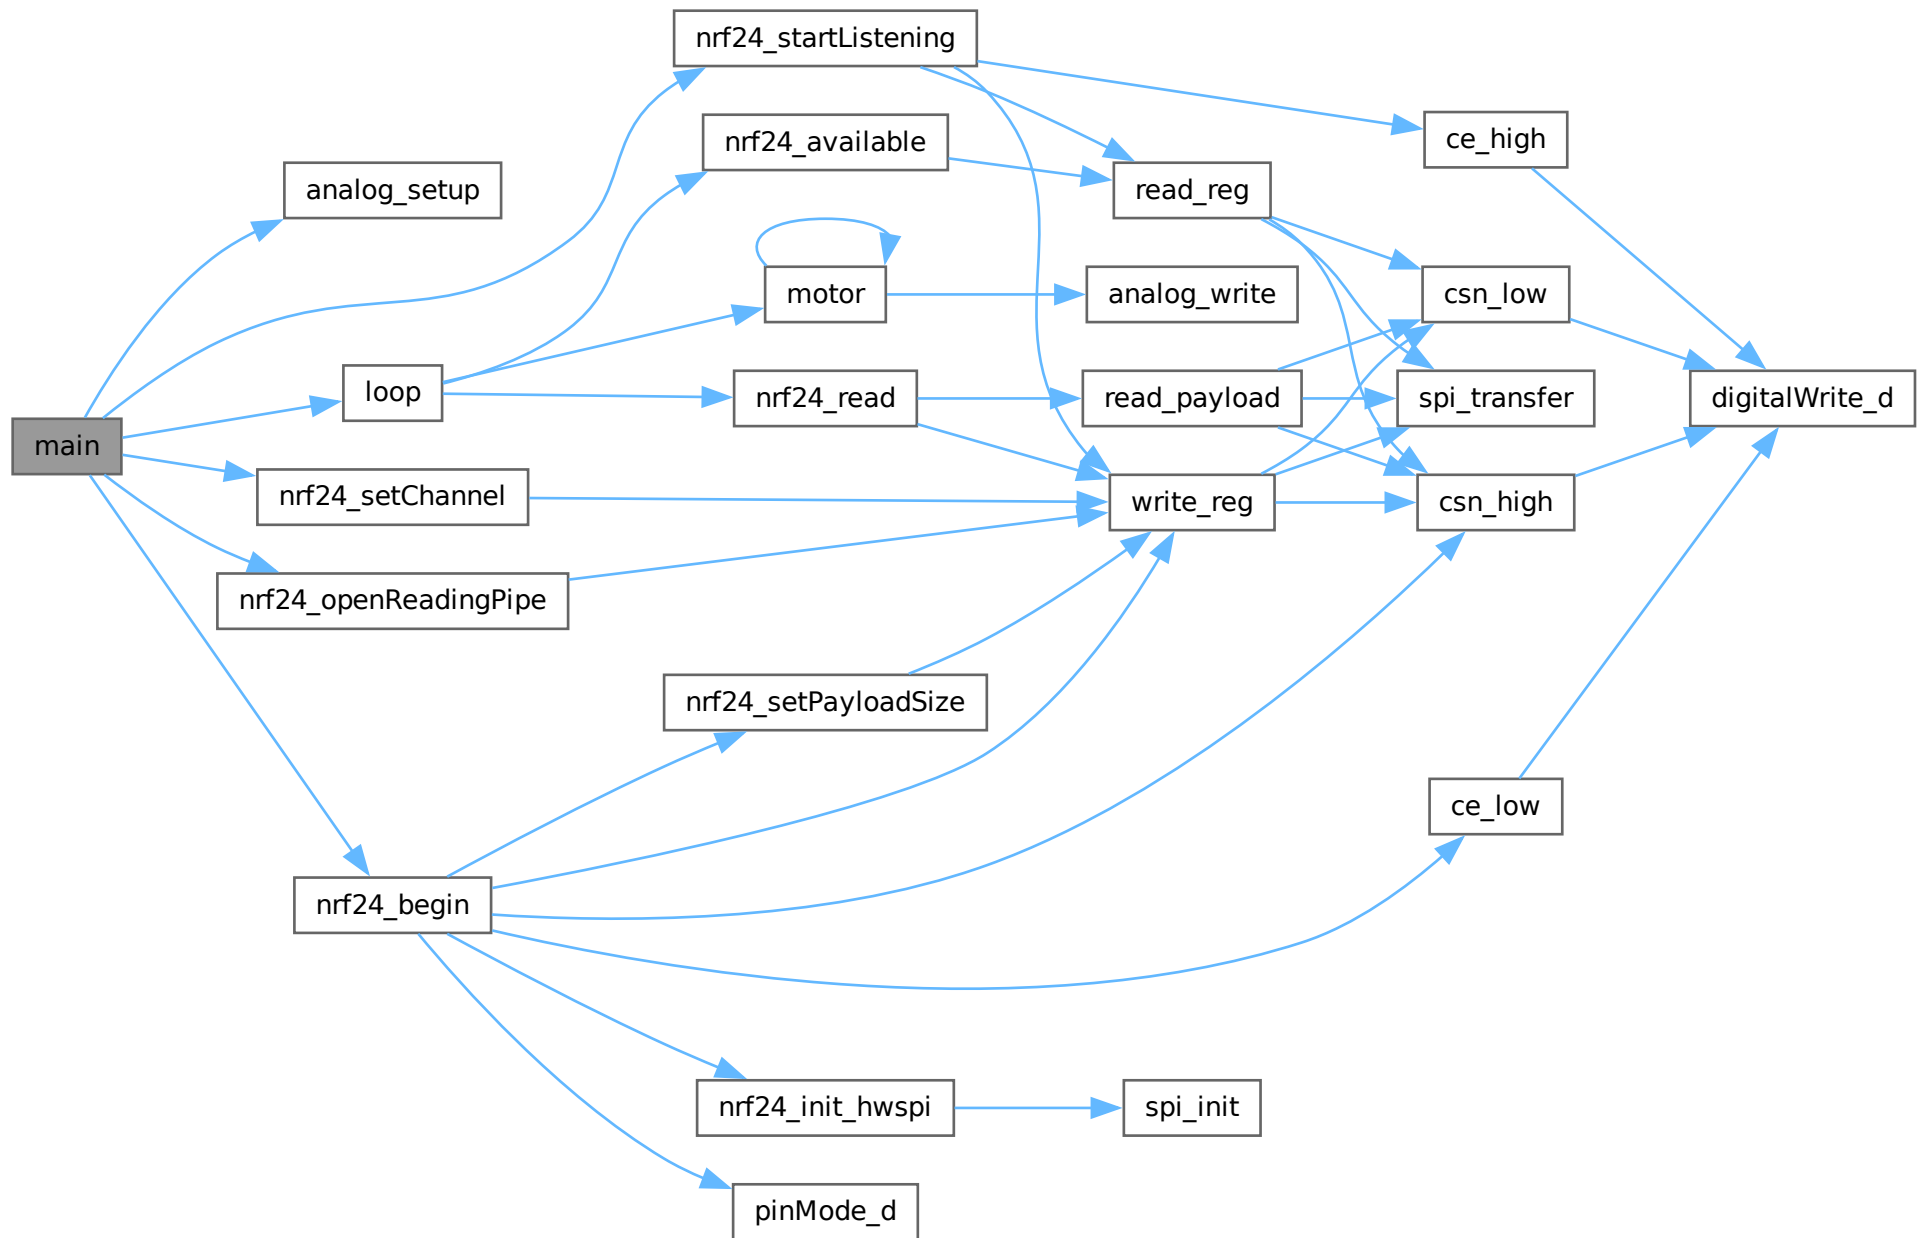 nrf24_startListening
ce_high
nrf24_available
analog_setup
read_reg
motor
analog_write
csn_low
loop
nrf24_read
read_payload
spi_transfer
digitalWrite_d
main
nrf24_setChannel
write_reg
csn_high
nrf24_openReadingPipe
nrf24_setPayloadSize
ce_low
nrf24_begin
nrf24_init_hwspi
spi_init
pinMode_d